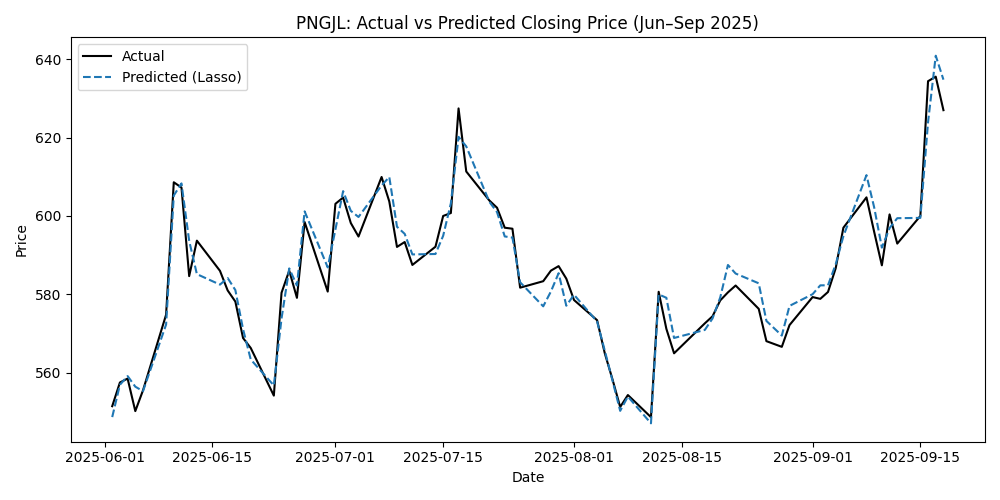 PNGJL: Actual vs Predicted Closing Price (Jun–Sep 2025)
Actual
Predicted (Lasso)
Price
640
620
600
580
560
2025-06-01
2025-06-15
2025-07-01
2025-07-15
2025-08-01
2025-08-15
2025-09-01
2025-09-15
Date